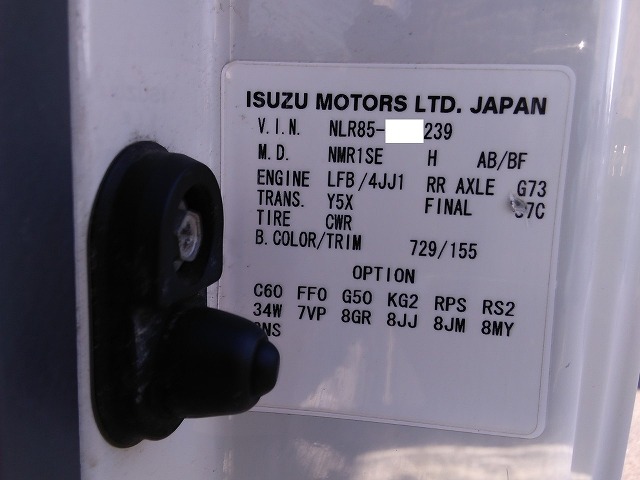 ISUZU MOTORS LTD. JAPAN
V.I.N. NLR85- 239
M.D. NMR1SE H AB/BF
ENGINE LFB/4JJ1 RR AXLE G73
TRANS. Y5X FINAL
TIRE CWR
B.COLOR/TRIM 729/155
OPTION
C60 FF0 G50 KG2 RPS RS2
34W 7VP 8GR 8JJ 8JM 8MY